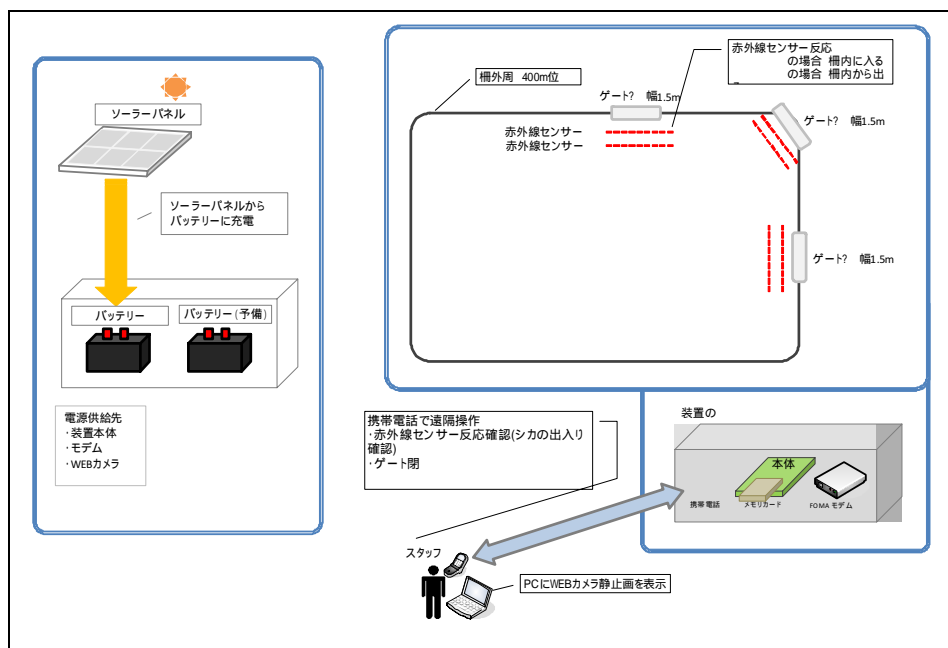 ソーラーパネル
ソーラーパネルから
バッテリーに充電
バッテリー
バッテリー(予備)
電源供給先
・装置本体
・モデム
・WEBカメラ
柵外周 400m位
赤外線センサー反応
の場合 柵内に入る
の場合 柵内から出
ゲート? 幅1.5m
赤外線センサー
赤外線センサー
ゲート? 幅1.5m
ゲート? 幅1.5m
携帯電話で遠隔操作
・赤外線センサー反応確認(シカの出入り
確認)
・ゲート閉
装置の
本体
携帯電話
メモリカード
FOMA モデム
スタッフ
PCにWEBカメラ静止画を表示